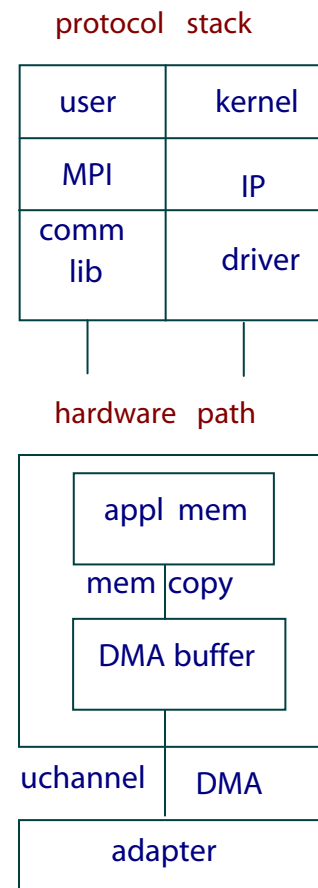 protocol stack
user kernel
MPI IP
comm lib driver
hardware path
appl mem
mem copy
DMA buffer
uchannel DMA
adapter